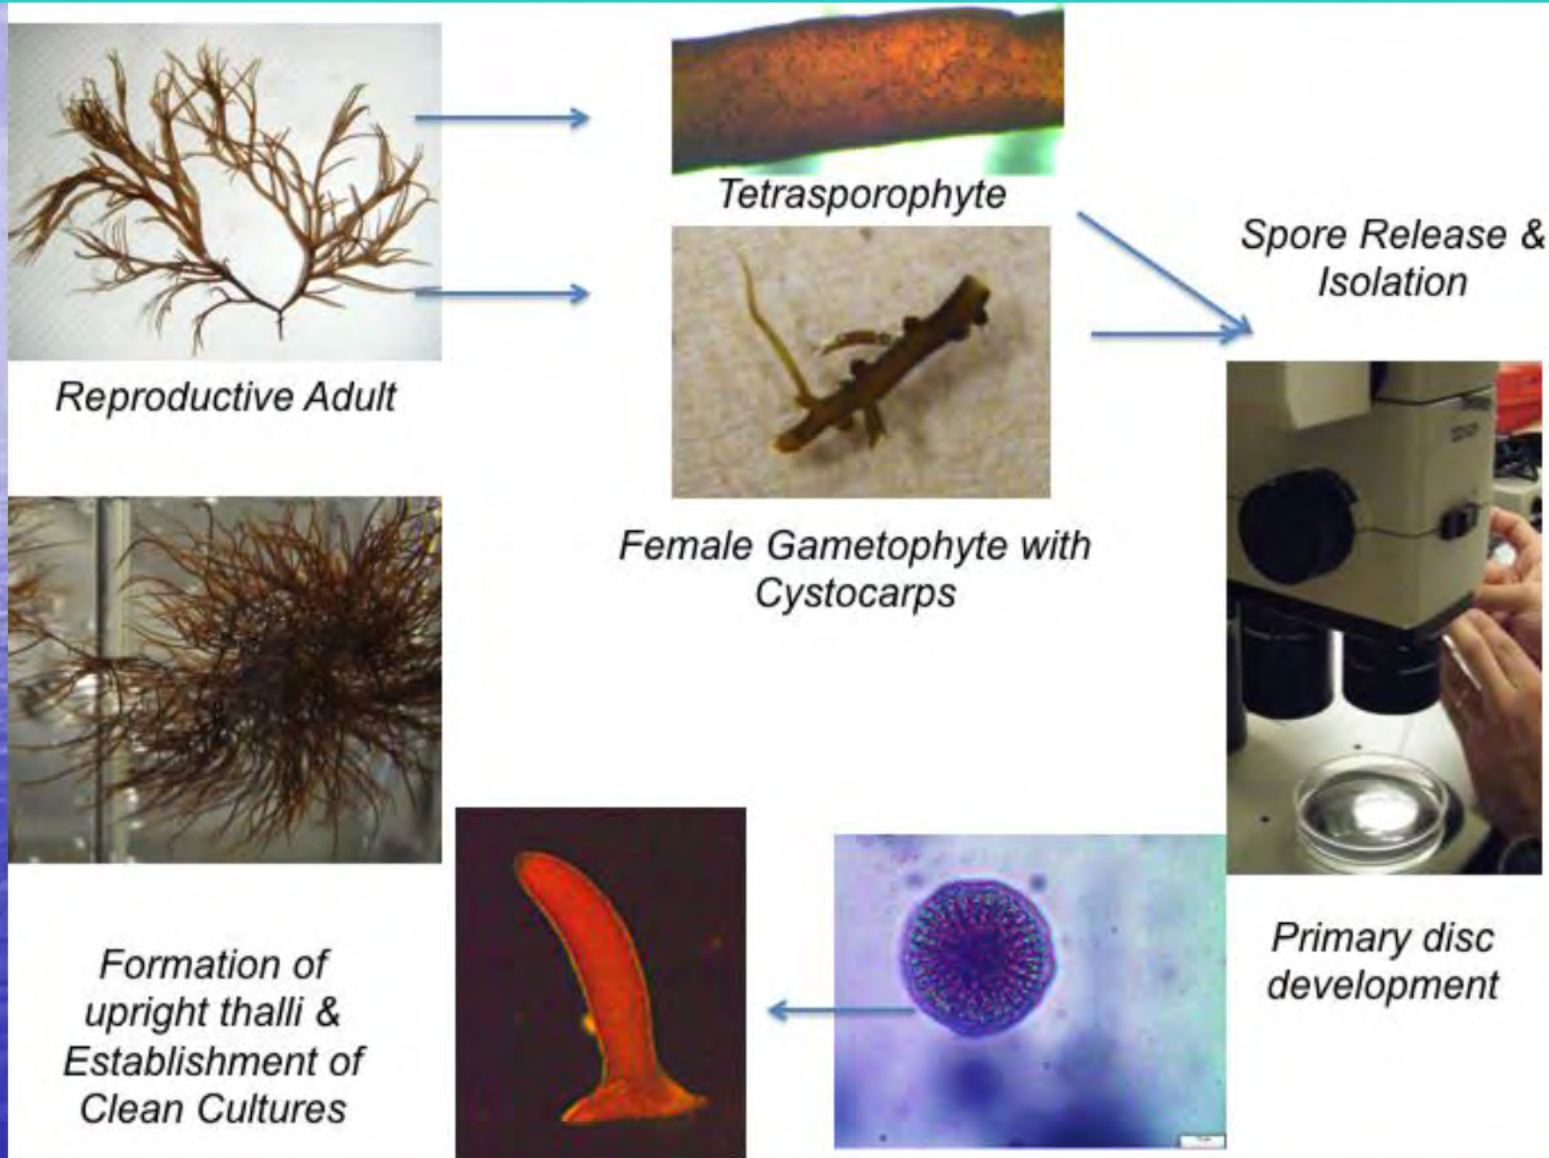 Tetrasporophyte
Spore Release &
Isolation
Reproductive Adult
Female Gametophyte with
Cystocarps
Primary disc
development
Formation of
upright thalli &
Establishment of
Clean Cultures